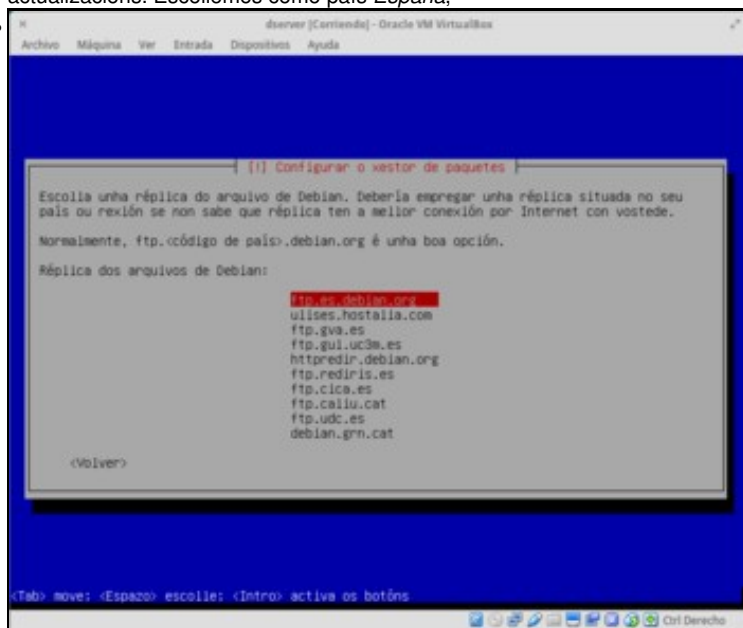 actualizacións. Escollemos como país España,
dserver [Corriendo] - Oracle VM VirtualBox
Archivo Máquina Ver Entrada Dispositivos Ayuda
[!] Configurar o xestor de paquetes
Escolla unha réplica do arquivo de Debian. Debería empregar unha réplica situada no seu
país ou rexión se non sabe que réplica ten a mellor conexión por Internet con vostede.
Normalmente, ftp.<código de país>.debian.org é unha boa opción.
Réplica dos arquivos de Debian:
ftp.es.debian.org
ulises.hostalia.com
ftp.gva.es
ftp.gul.uc3m.es
httpredir.debian.org
ftp.rediris.es
ftp.cica.es
ftp.caliu.cat
ftp.udc.es
debian.grn.cat
<Volver>
<Tab> move; <Espazo> escolle; <Intro> activa os botóns
Ctrl Derecho